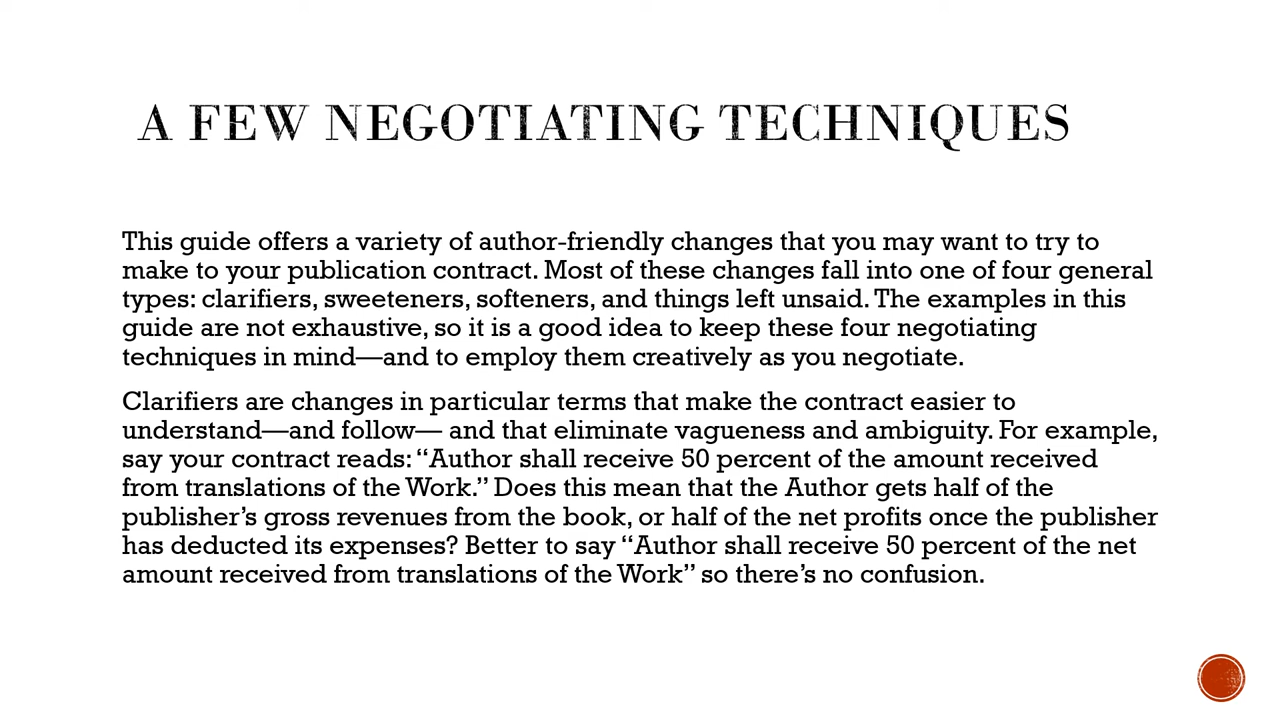 A FEW NEGOTIATING TECHNIQUES
This guide offers a variety of author-friendly changes that you may want to try to
make to your publication contract. Most of these changes fall into one of four general
types: clarifiers, sweeteners, softeners, and things left unsaid. The examples in this
guide are not exhaustive, so it is a good idea to keep these four negotiating
techniques in mind—and to employ them creatively as you negotiate.
Clarifiers are changes in particular terms that make the contract easier to
understand—and follow— and that eliminate vagueness and ambiguity. For example,
say your contract reads: “Author shall receive 50 percent of the amount received
from translations of the Work.” Does this mean that the Author gets half of the
publisher’s gross revenues from the book, or half of the net profits once the publisher
has deducted its expenses? Better to say “Author shall receive 50 percent of the net
amount received from translations of the Work” so there’s no confusion.